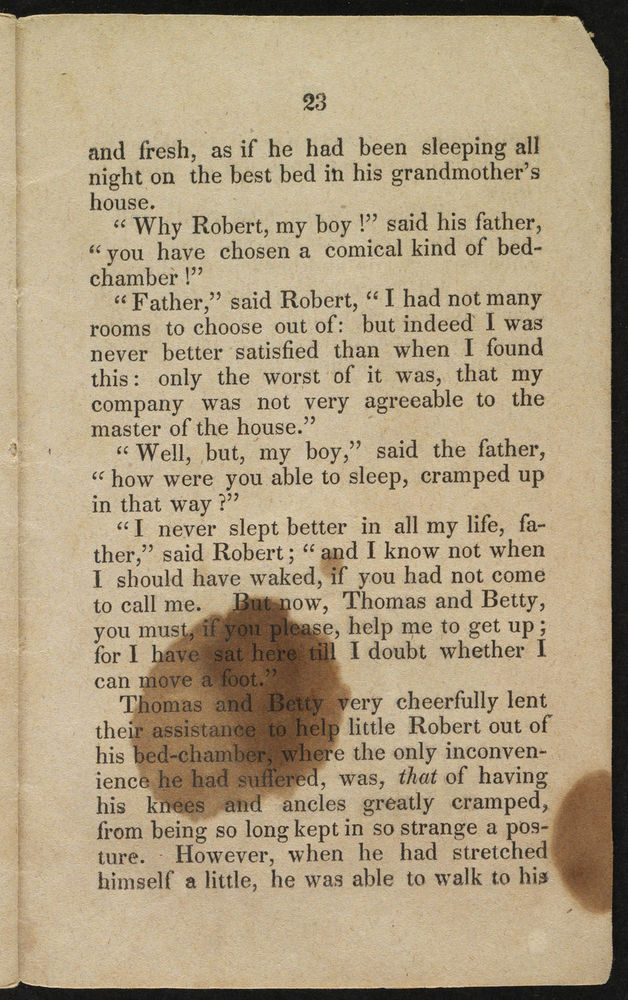 23
and fresh, as if he had been sleeping all
night on the best bed in his grandmother's
house.
“ Why Robert, my boy !” said his father,
“ you have chosen a comical kind of bed-
chamber !”
“ Father,” said Robert, “ I had not many
rooms to choose out of: but indeed I was
never better satisfied than when I found
this: only the worst of it was, that my
company was not very agreeable to the
master of the house.”
“ Well, but, my boy,” said the father,
“ how were you able to sleep, cramped up
in that way ?”
“ I never slept better in all my life, fa-
ther,” said Robert; “ and I know not when
I should have waked, if you had not come
to call me. But now, Thomas and Betty,
you must, if you please, help me to get up;
for I have sat here till I doubt whether I
can move a foot.”
Thomas and Betty very cheerfully lent
their assistance to help little Robert out of
his bed-chamber, where the only inconven-
ience he had suffered, was, that of having
his knees and ancles greatly cramped,
from being so long kept in so strange a pos-
ture. However, when he had stretched
himself a little, he was able to walk to his